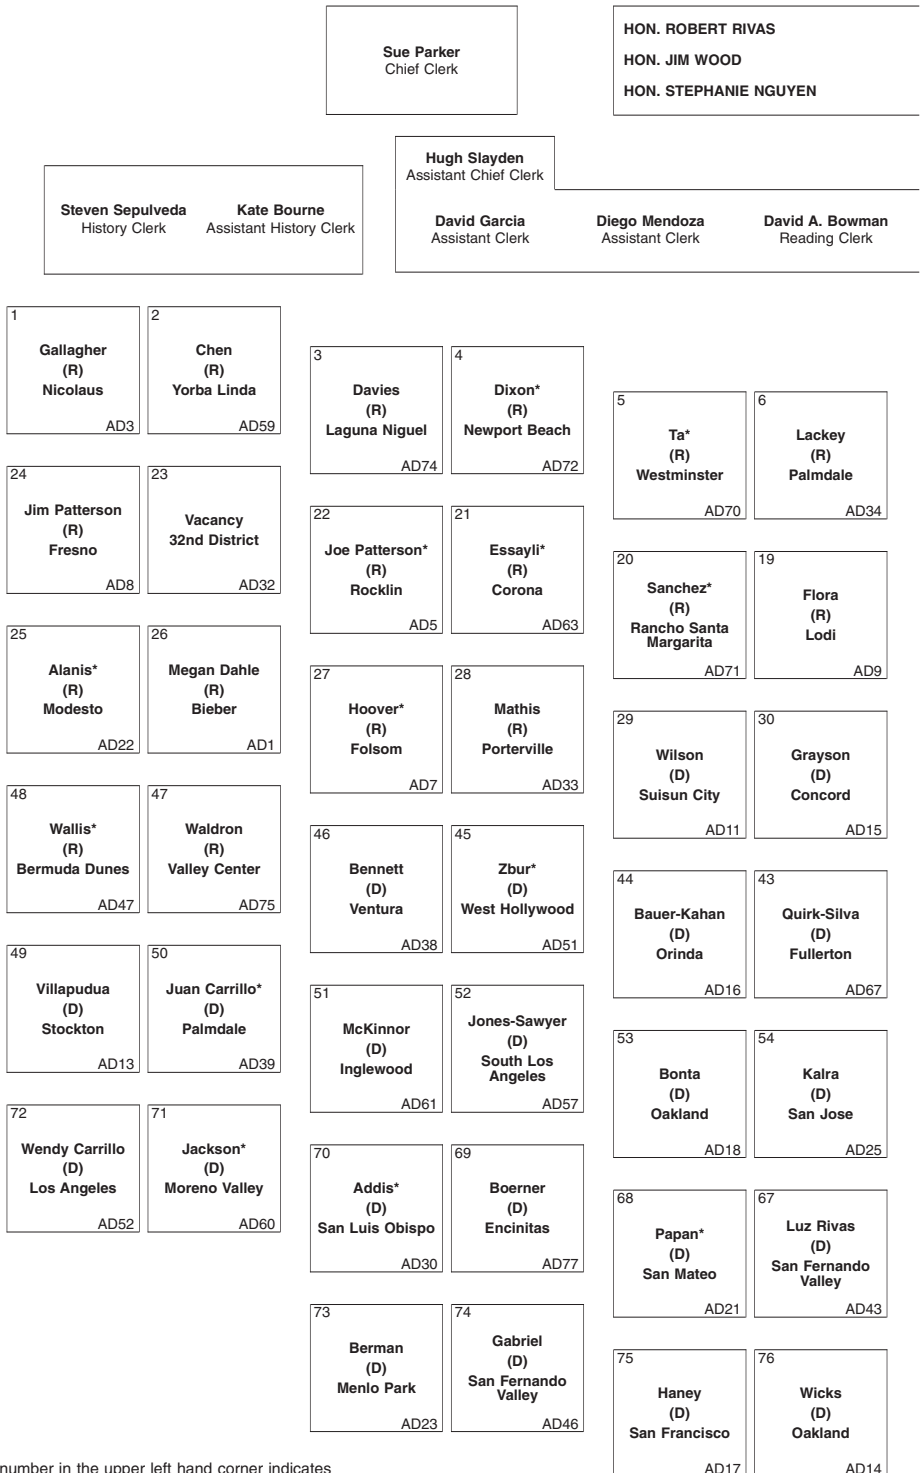 Sue Parker
Chief Clerk
HON. ROBERT RIVAS
HON. JIM WOOD
HON. STEPHANIE NGUYEN
Hugh Slayden
Assistant Chief Clerk
Steven Sepulveda
History Clerk
Kate Bourne
Assistant History Clerk
David Garcia
Assistant Clerk
Diego Mendoza
Assistant Clerk
David A. Bowman
Reading Clerk
1
Gallagher
(R)
Nicolaus
AD3
2
Chen
(R)
Yorba Linda
AD59
3
Davies
(R)
Laguna Niguel
AD74
4
Dixon*
(R)
Newport Beach
AD72
5
Ta*
(R)
Westminster
AD70
6
Lackey
(R)
Palmdale
AD34
24
Jim Patterson
(R)
Fresno
AD8
23
Vacancy
32nd District
AD32
22
Joe Patterson*
(R)
Rocklin
AD5
21
Essayli*
(R)
Corona
AD63
20
Sanchez*
(R)
Rancho Santa
Margarita
AD71
19
Flora
(R)
Lodi
AD9
25
Alanis*
(R)
Modesto
AD22
26
Megan Dahle
(R)
Bieber
AD1
27
Hoover*
(R)
Folsom
AD7
28
Mathis
(R)
Porterville
AD33
29
Wilson
(D)
Suisun City
AD11
30
Grayson
(D)
Concord
AD15
48
Wallis*
(R)
Bermuda Dunes
AD47
47
Waldron
(R)
Valley Center
AD75
46
Bennett
(D)
Ventura
AD38
45
Zbur*
(D)
West Hollywood
AD51
44
Bauer-Kahan
(D)
Orinda
AD16
43
Quirk-Silva
(D)
Fullerton
AD67
49
Villapudua
(D)
Stockton
AD13
50
Juan Carrillo*
(D)
Palmdale
AD39
51
McKinnor
(D)
Inglewood
AD61
52
Jones-Sawyer
(D)
South Los
Angeles
AD57
53
Bonta
(D)
Oakland
AD18
54
Kalra
(D)
San Jose
AD25
72
Wendy Carrillo
(D)
Los Angeles
AD52
71
Jackson*
(D)
Moreno Valley
AD60
70
Addis*
(D)
San Luis Obispo
AD30
69
Boerner
(D)
Encinitas
AD77
68
Papan*
(D)
San Mateo
AD21
67
Luz Rivas
(D)
San Fernando
Valley
AD43
73
Berman
(D)
Menlo Park
AD23
74
Gabriel
(D)
San Fernando
Valley
AD46
75
Haney
(D)
San Francisco
AD17
76
Wicks
(D)
Oakland
AD14
number in the upper left hand corner indicates